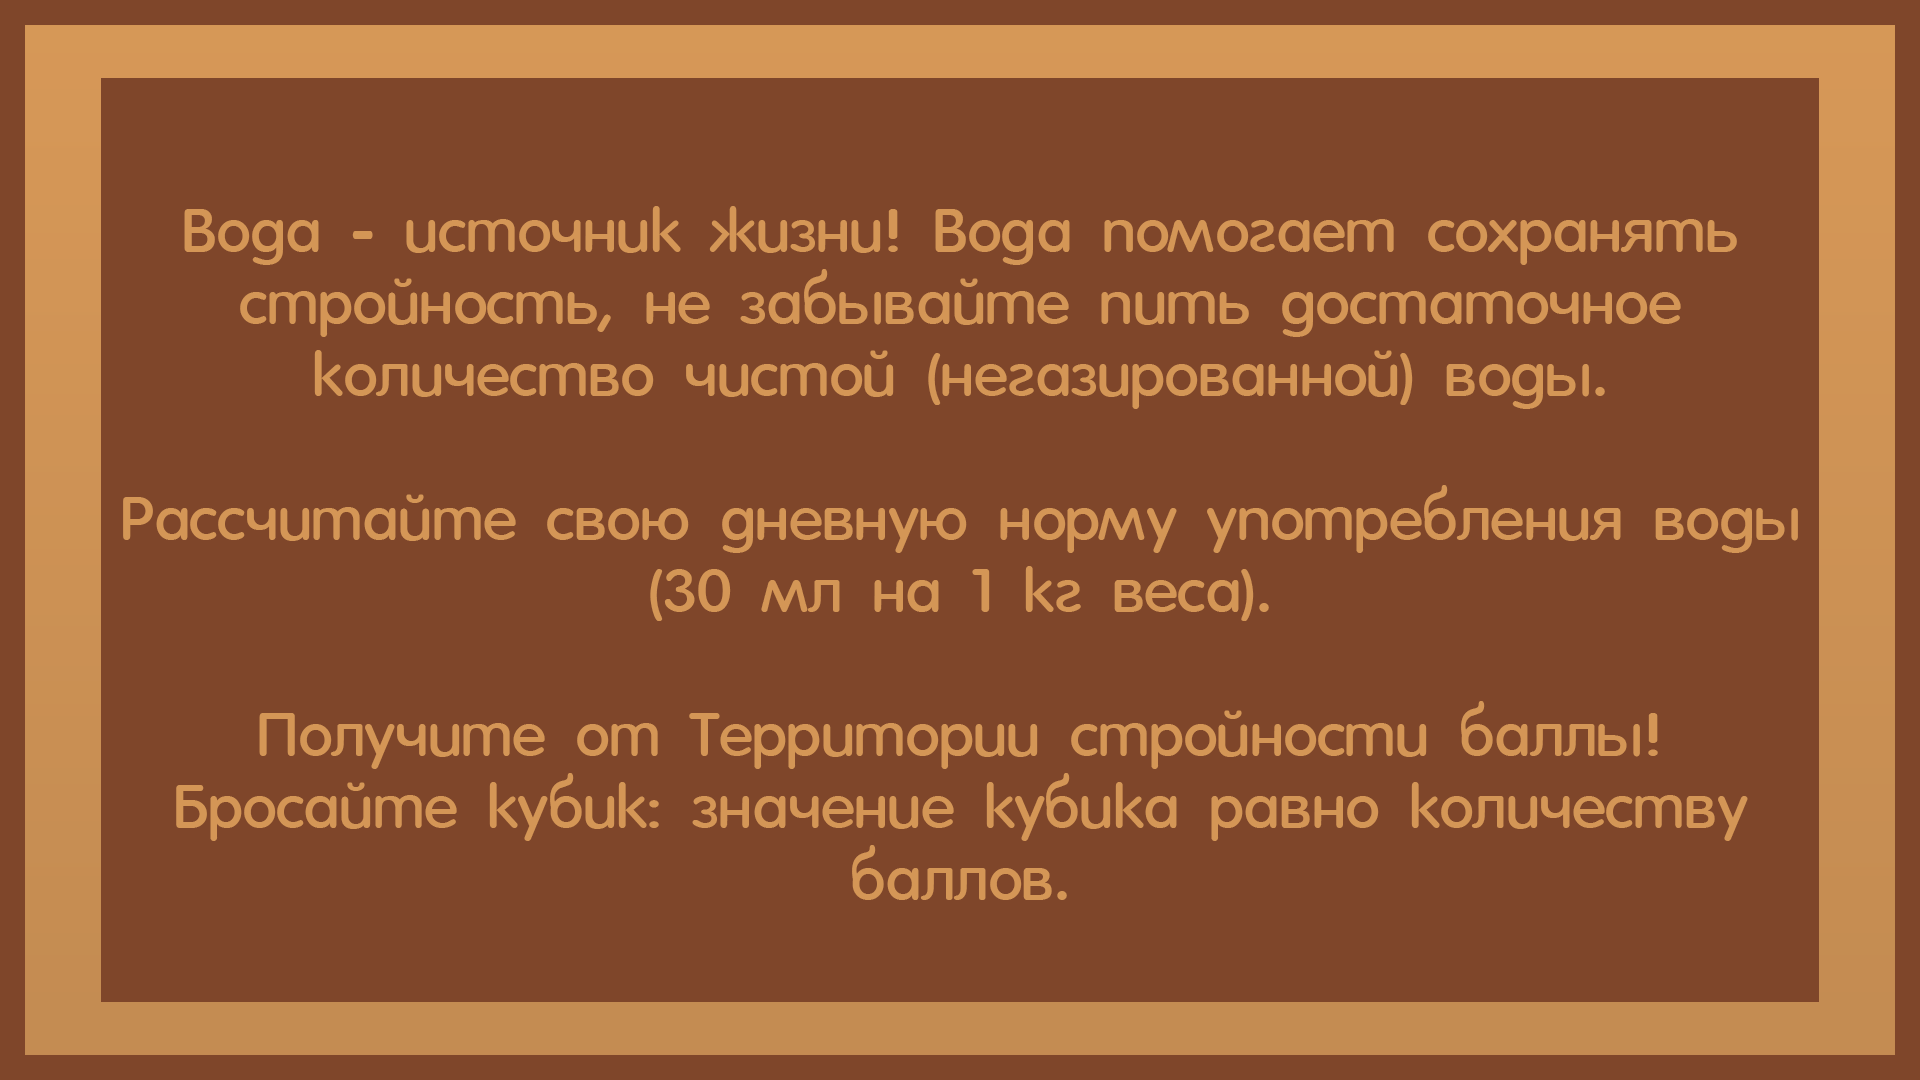 Вода - источник жизни! Вода помогает сохранять
стройность, не забывайте пить достаточное
количество чистой (негазированной) воды.
Рассчитайте свою дневную норму употребления воды
(30 мл на 1 кг веса).
Получите от Территории стройности баллы!
Бросайте кубик: значение кубика равно количеству
баллов.